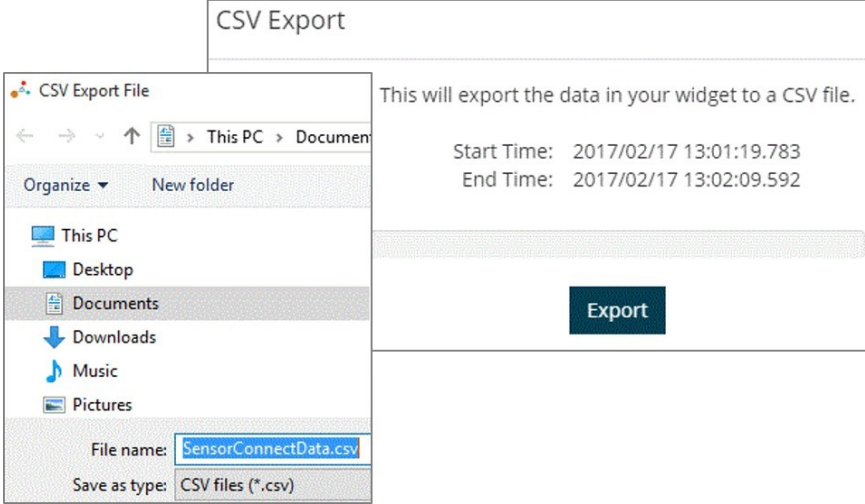 CSV Export
This will export the data in your widget to a CSV file.
Start Time: 2017/02/17 13:01:19.783
End Time: 2017/02/17 13:02:09.592
Export
CSV Export File
This PC > Documen
Organize New folder
This PC
Desktop
Documents
Downloads
Music
Pictures
File name: SensorConnectData.csv
Save as type: CSV files (*.csv)